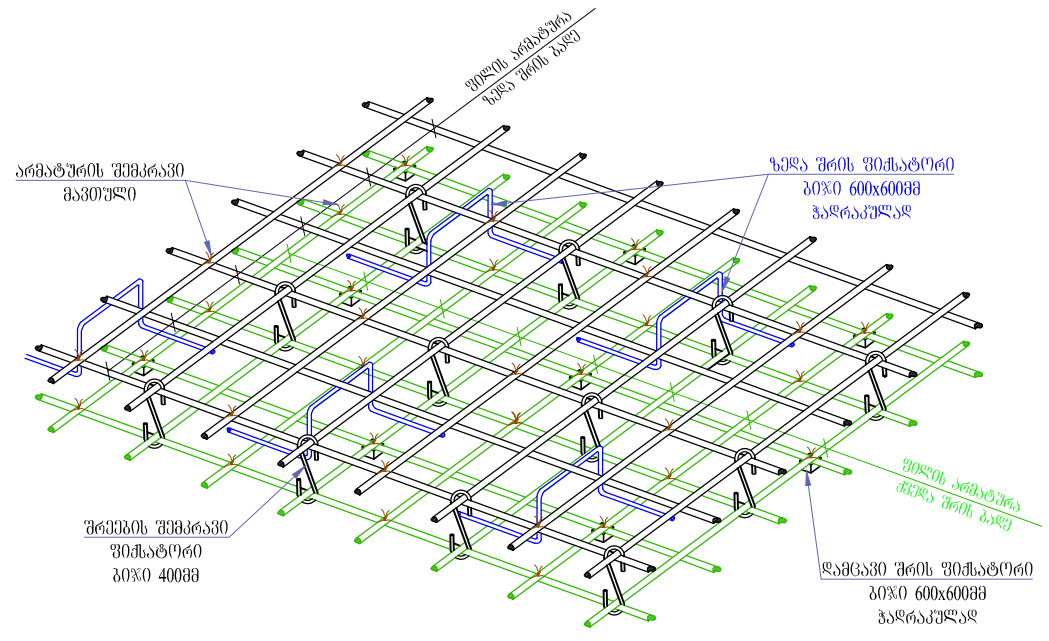 ფილის არმატურა
ზედა შრის ბადე
არმატურის შემკრავი
მავთული
ზედა შრის ფიქსატორი
ბიჯი 600x600მმ
ჭადრაკულად
ფილის არმატურა
ქვედა შრის ბადე
შრეების შემკრავი
ფიქსატორი
ბიჯი 400მმ
დამცავი შრის ფიქსატორი
ბიჯი 600x600მმ
ჭადრაკულად